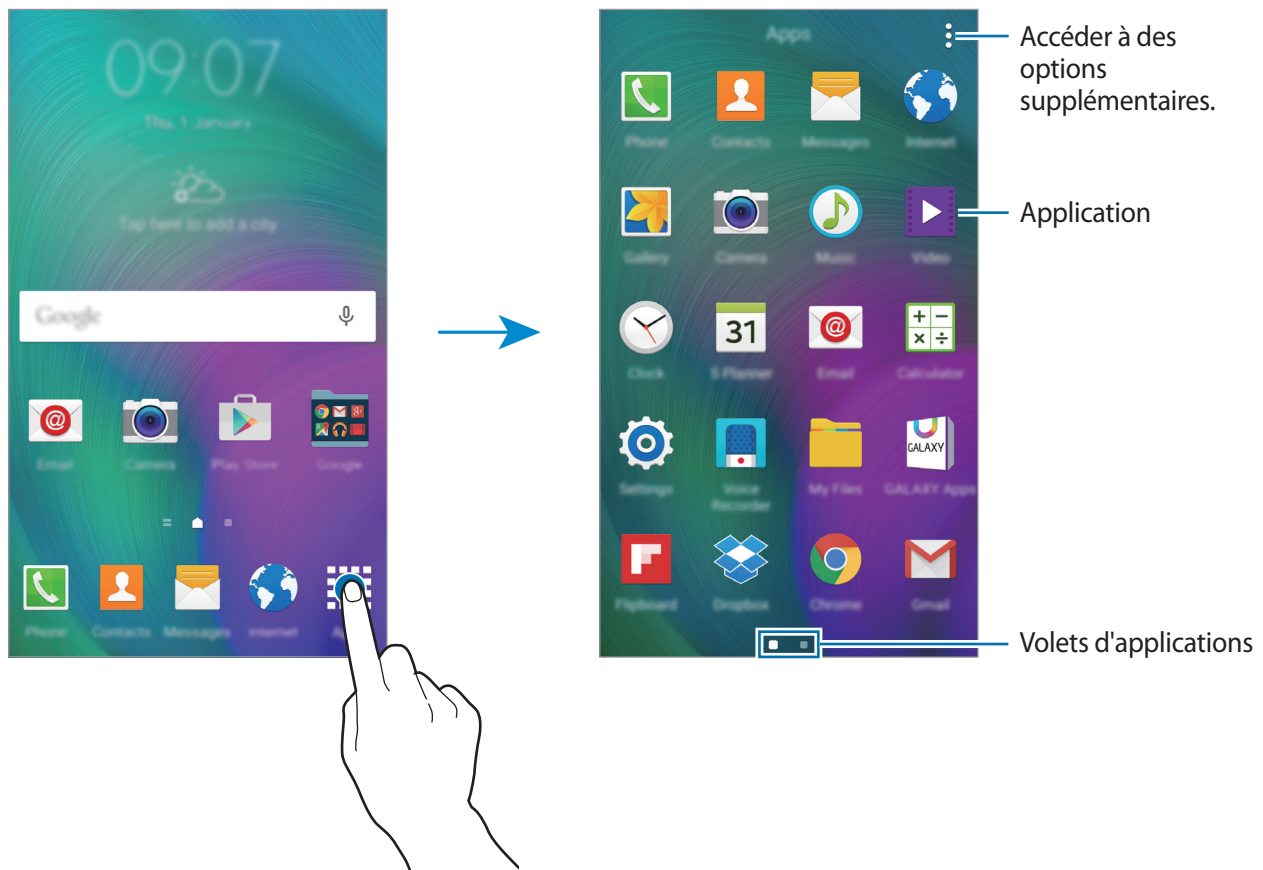 09:07
Thu, 1 January
Tap here to add a city
Google
Email Camera Play Store Google
Phone Contacts Messages Internet
Apps
Phone Contacts Messages Internet
Gallery Camera Music Video
31
Clock S Planner Email Calculator
GALAXY
Settings Voice Recorder My Files GALAXY Apps
Flipboard Dropbox Chrome Gmail
Accéder à des
options
supplémentaires.
Application
Volets d'applications